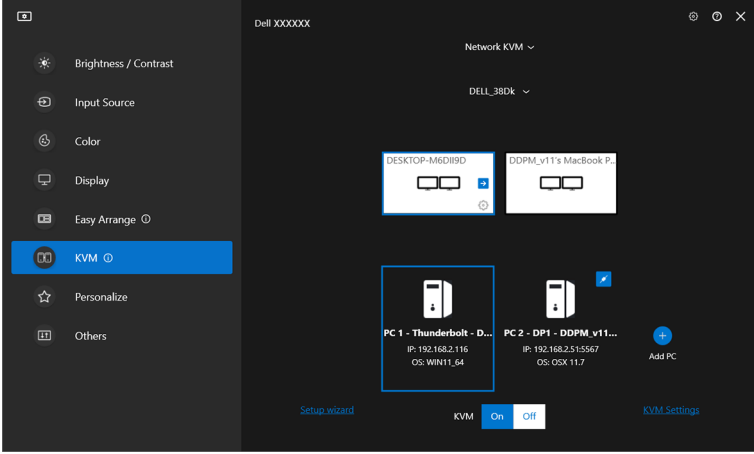 Dell XXXXXX
Brightness / Contrast
Input Source
Color
Display
Easy Arrange
KVM
Personalize
Others
Network KVM
DELL_38Dk
DESKTOP-M6DII9D
DDPM_v11's MacBook P...
PC 1 - Thunderbolt - D...
IP: 192.168.2.116
OS: WIN11_64
PC 2 - DP1 - DDPM_v11...
IP: 192.168.2.51:5567
OS: OSX 11.7
Add PC
Setup wizard
KVM
On
Off
KVM Settings